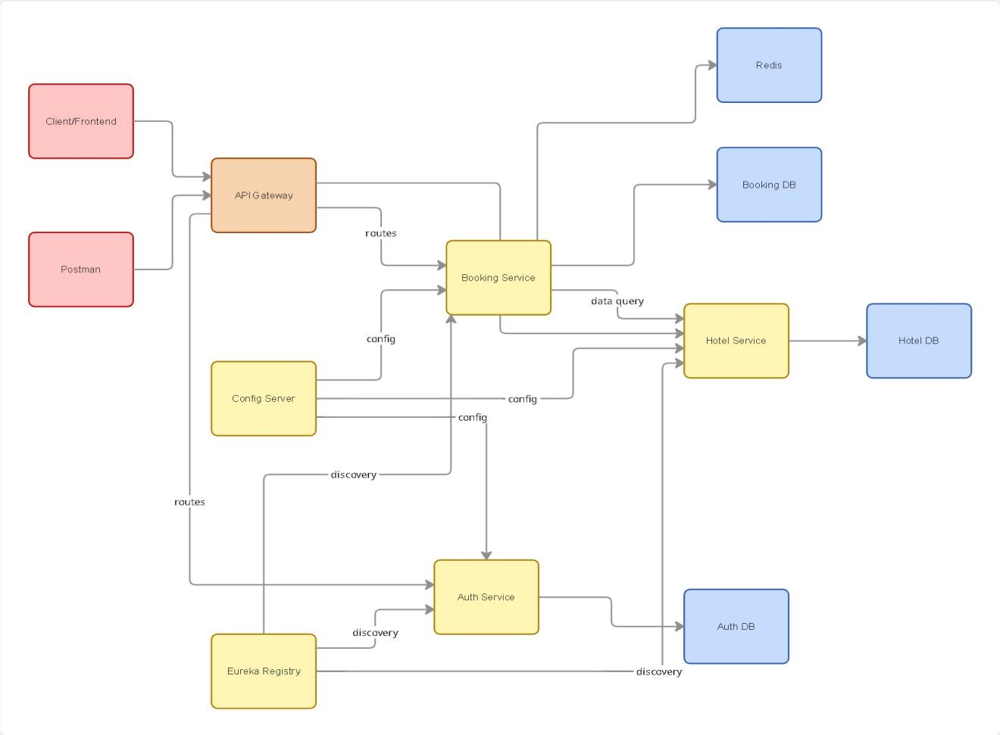 Redis
Client/Frontend
Booking DB
API Gateway
routes
Postman
Booking Service
data query
config
Hotel Service
Hotel DB
Config Server
config
config
discovery
routes
Auth Service
Auth DB
discovery
Eureka Registry
discovery